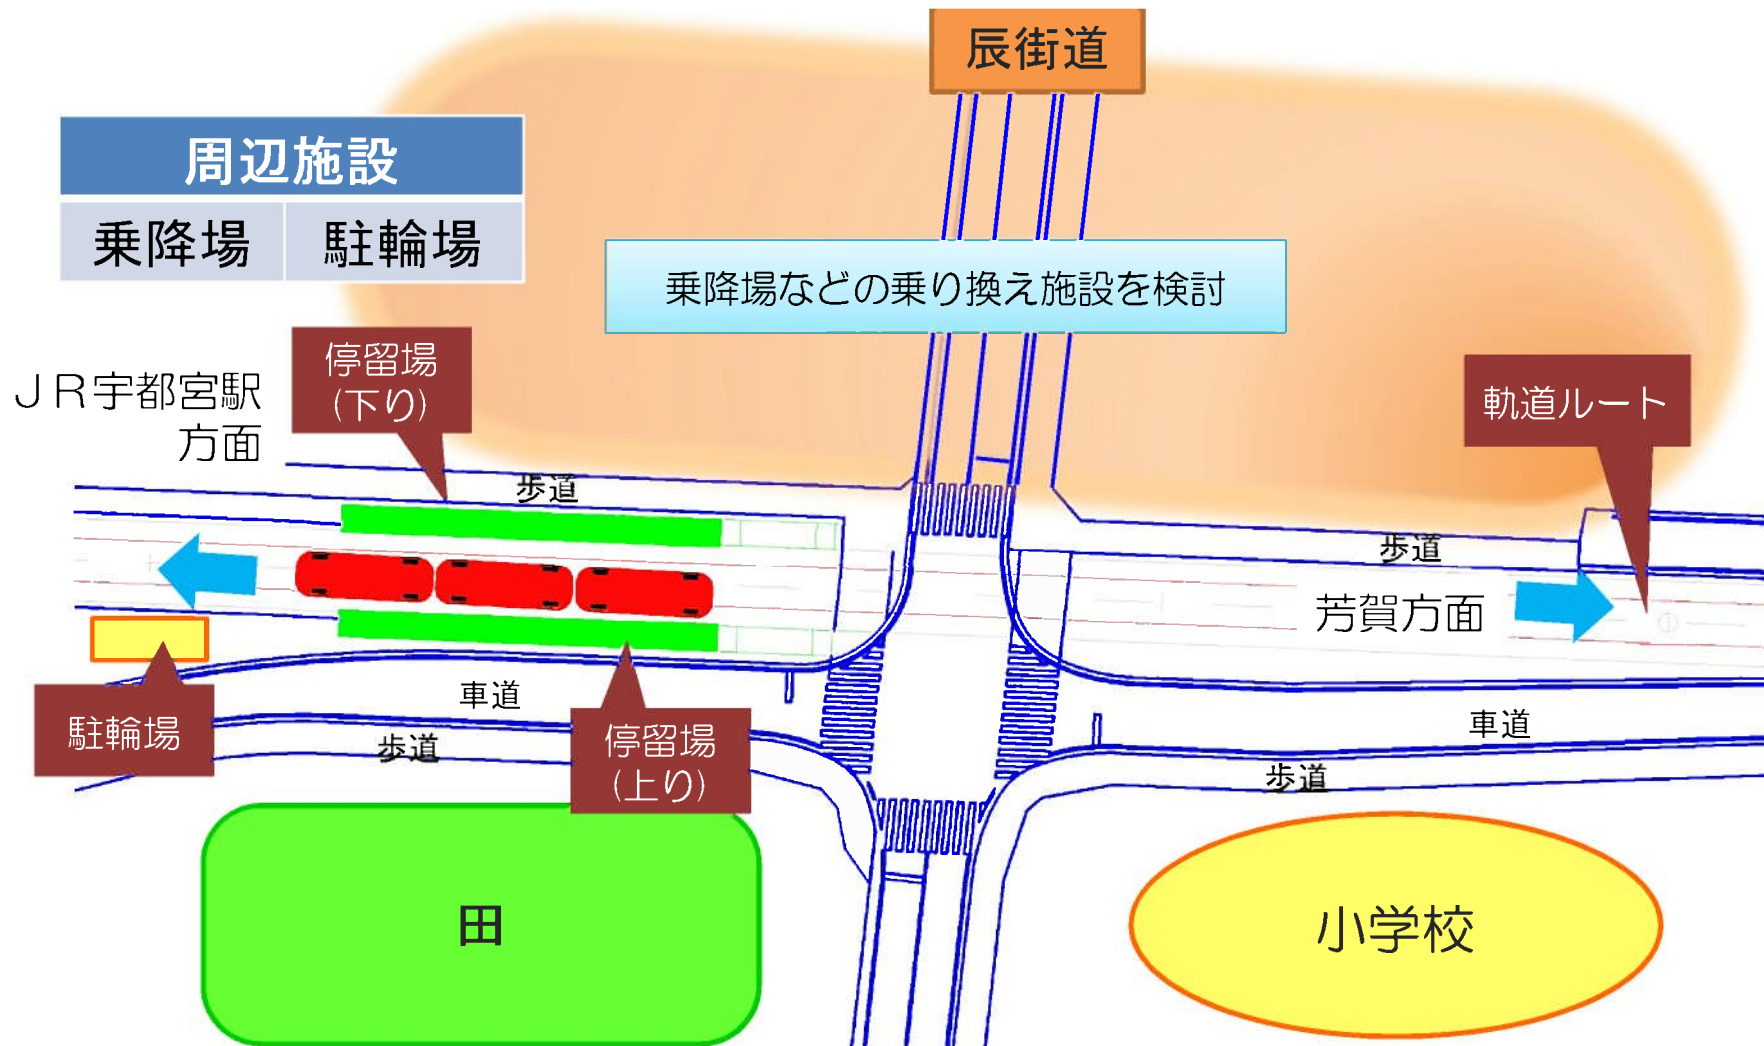 辰街道
周辺施設
乗降場 駐輪場
乗降場などの乗り換え施設を検討
停留場
(下り)
ＪＲ宇都宮駅
方面
軌道ルート
歩道
歩道
芳賀方面
車道
車道
駐輪場
歩道
停留場
(上り)
歩道
田
小学校